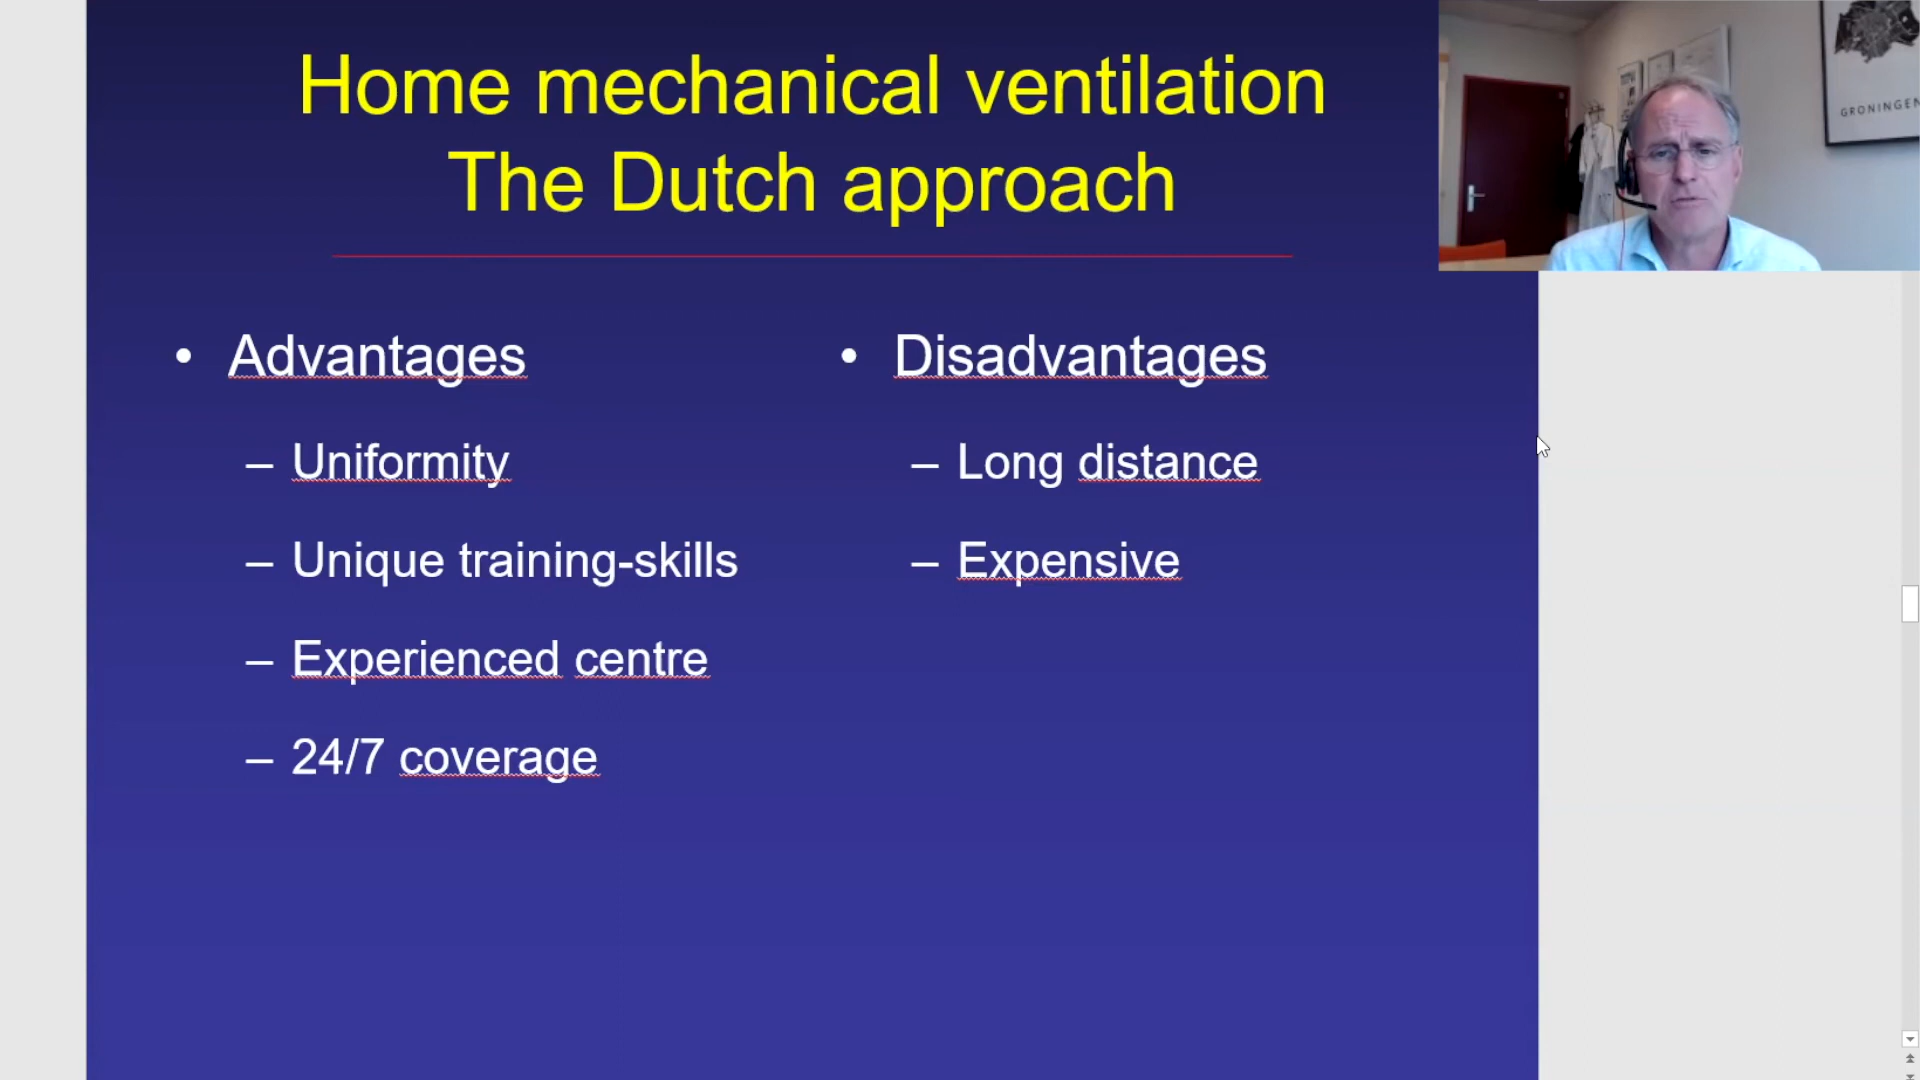 Home mechanical ventilation
The Dutch approach
• Advantages
– Uniformity
– Unique training-skills
– Experienced centre
– 24/7 coverage
• Disadvantages
– Long distance
– Expensive
GRONINGEN